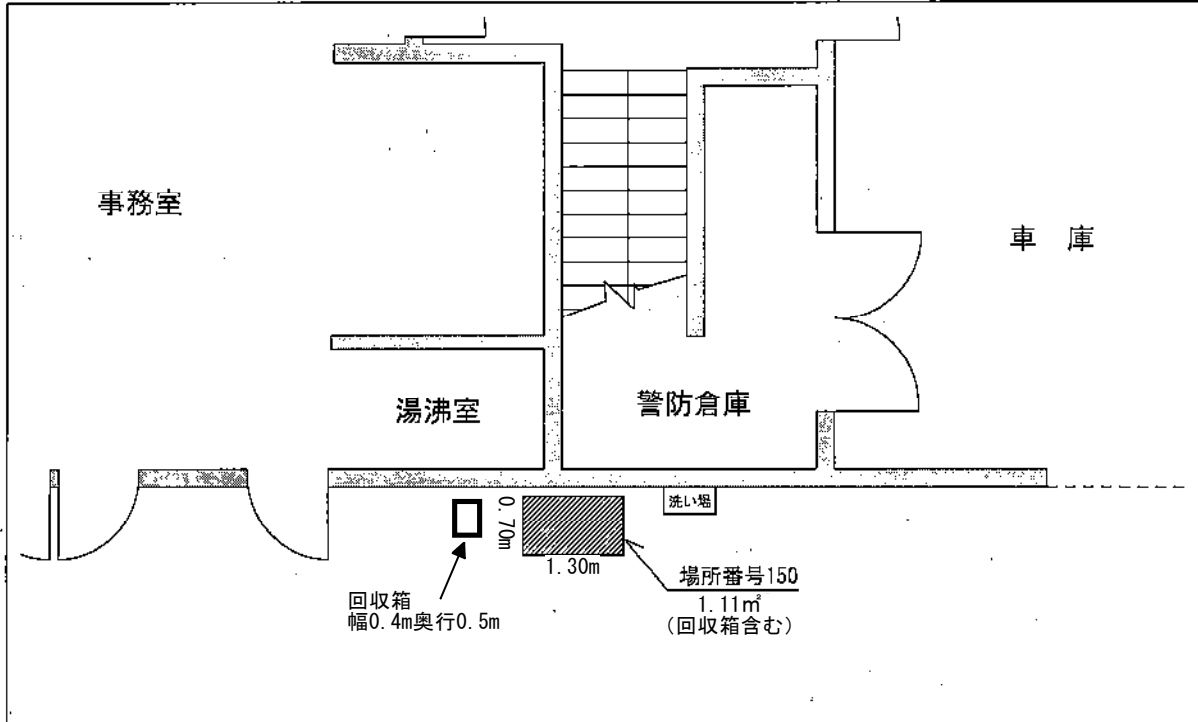 事務室
車　庫
湯沸室
警防倉庫
洗い場
0.70m
1.30m
場所番号150
1.11㎡
(回収箱含む)
回収箱
幅0.4m奥行0.5m